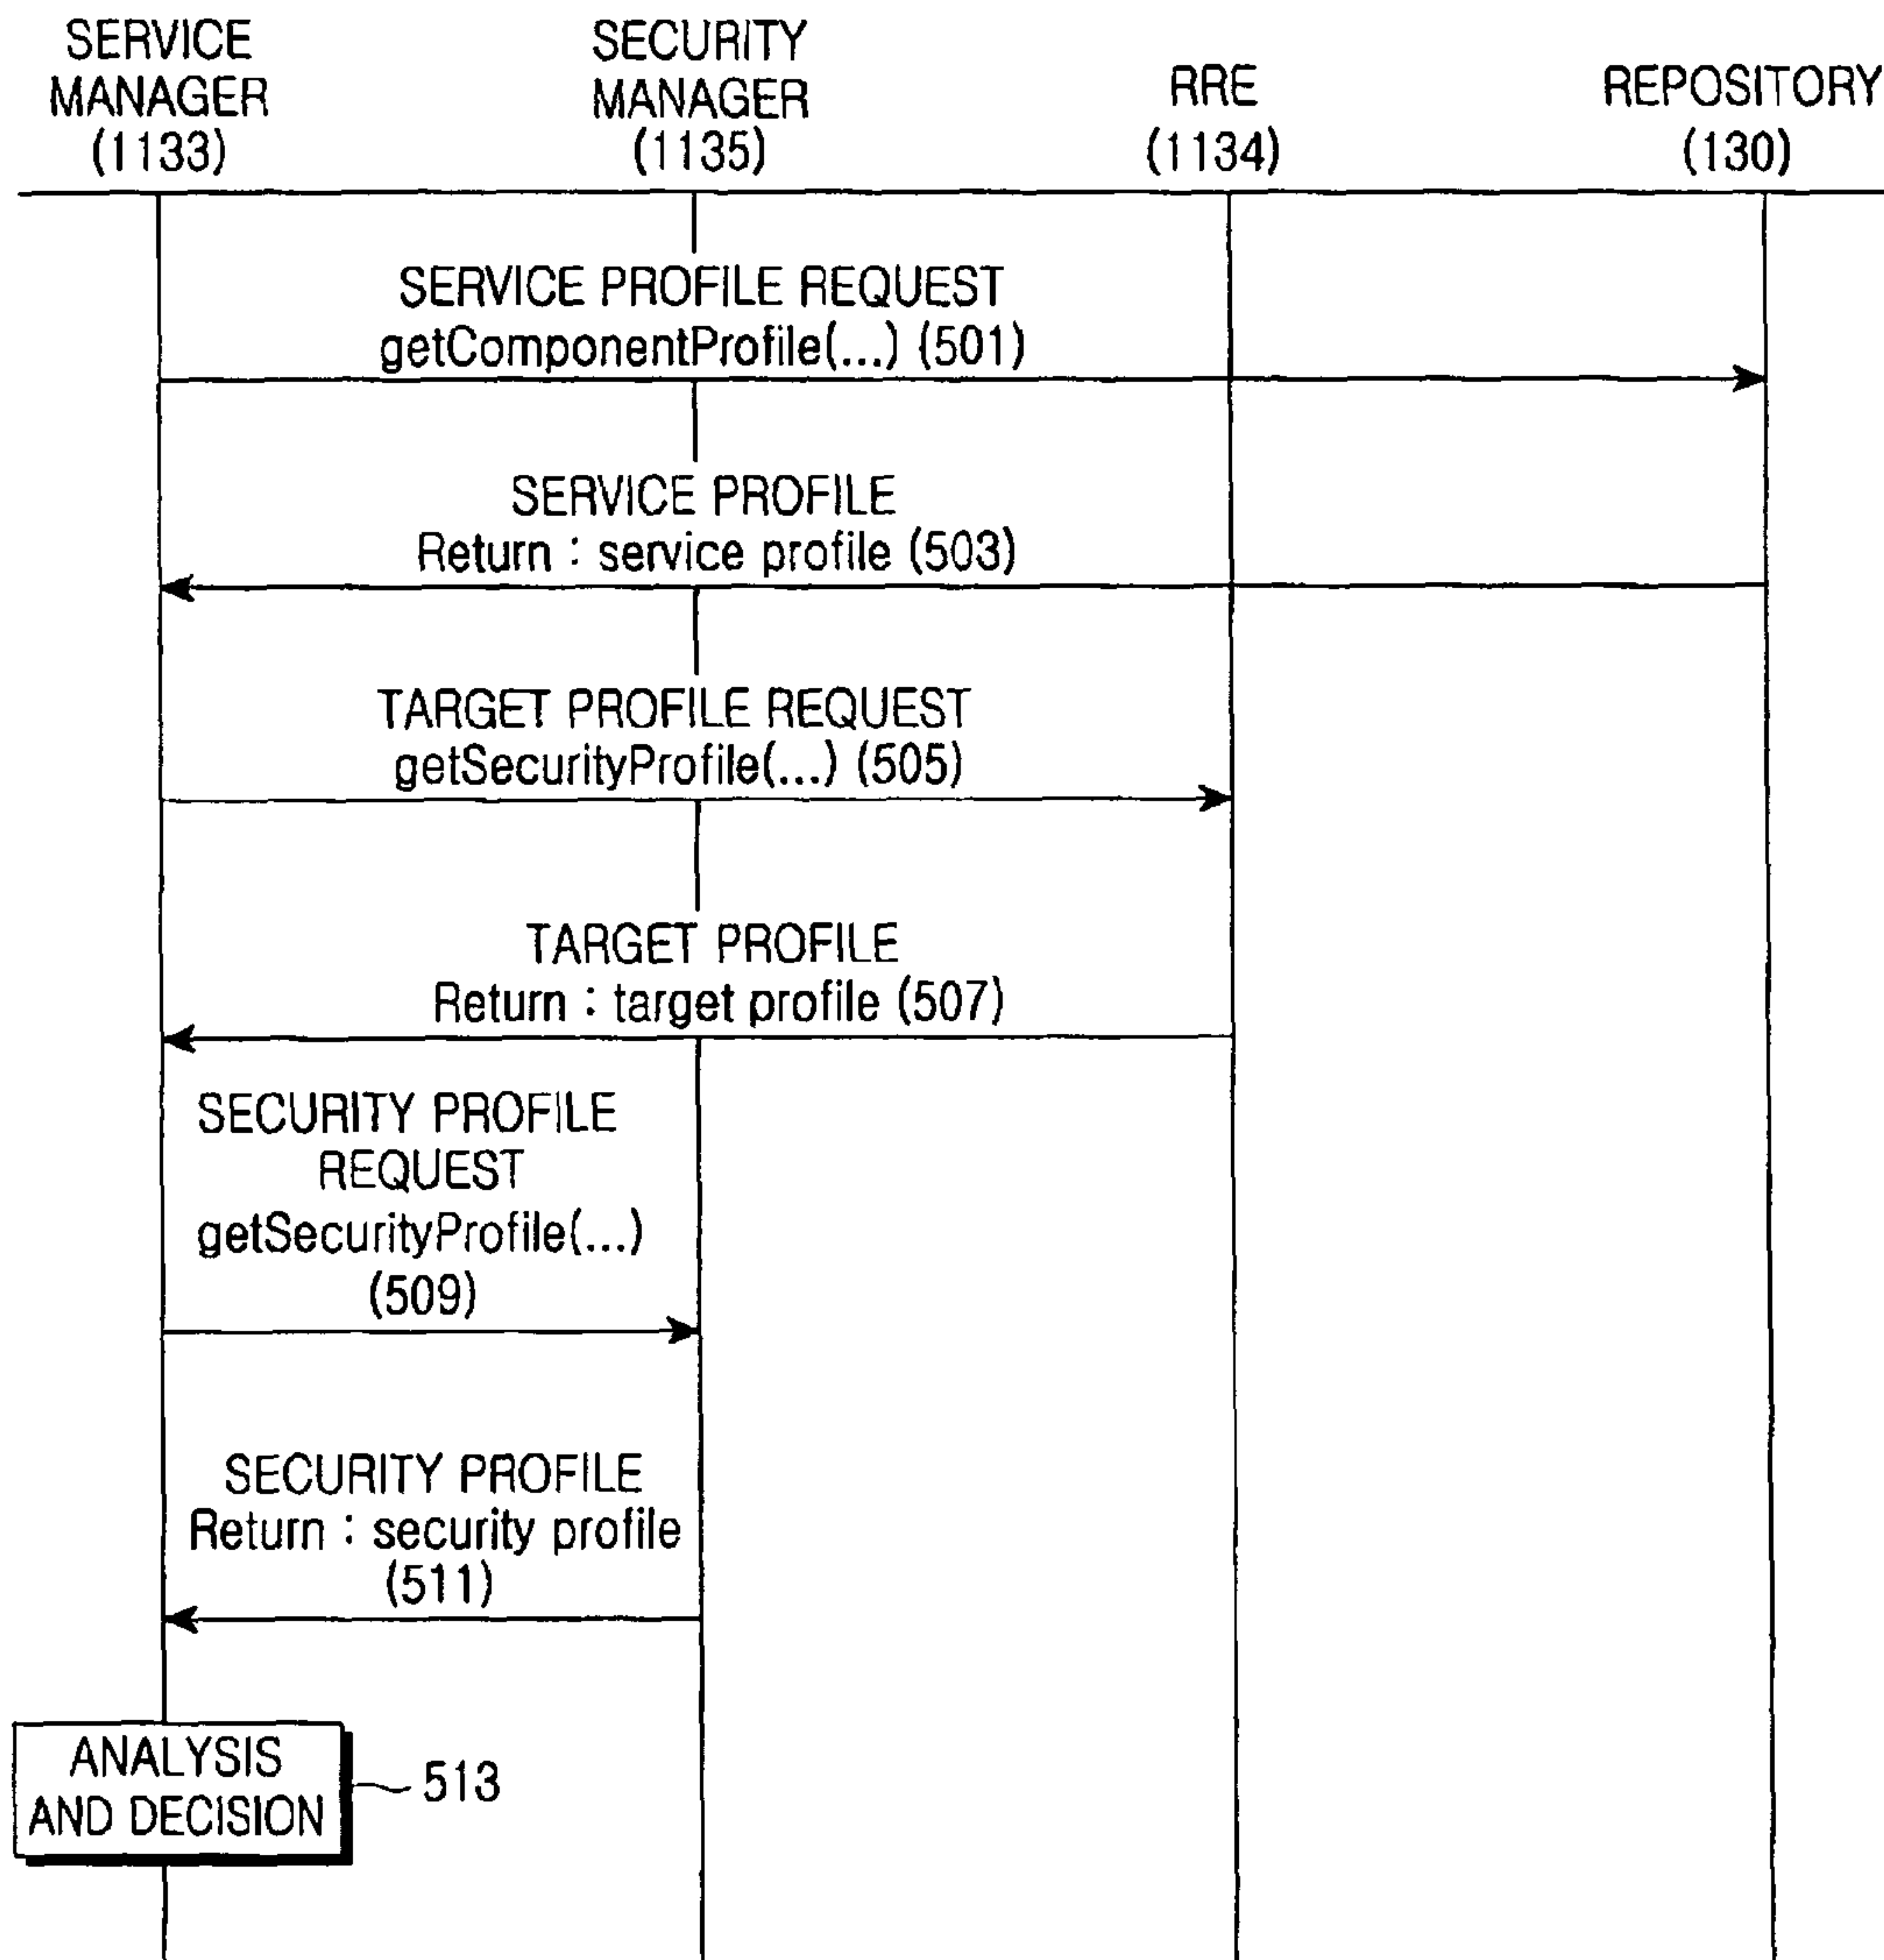 SERVICE
MANAGER
(1133)
SECURITY
MANAGER
(1135)
RRE
(1134)
REPOSITORY
(130)
SERVICE PROFILE REQUEST
getComponentProfile(...) (501)
SERVICE PROFILE
Return : service profile (503)
TARGET PROFILE REQUEST
getSecurityProfile(...) (505)
TARGET PROFILE
Return : target profile (507)
SECURITY PROFILE
REQUEST
getSecurityProfile(...)
(509)
SECURITY PROFILE
Return : security profile
(511)
ANALYSIS
AND DECISION
513